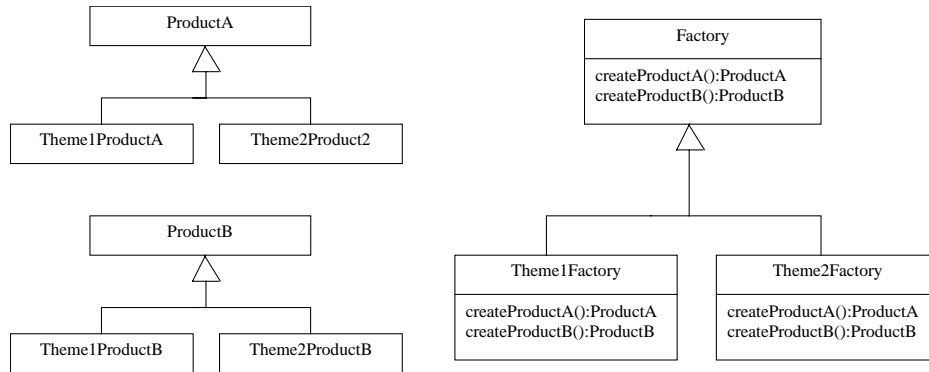 ProductA
Theme1ProductA
Theme2Product2
ProductB
Theme1ProductB
Theme2ProductB
Factory
createProductA():ProductA
createProductB():ProductB
Theme1Factory
createProductA():ProductA
createProductB():ProductB
Theme2Factory
createProductA():ProductA
createProductB():ProductB